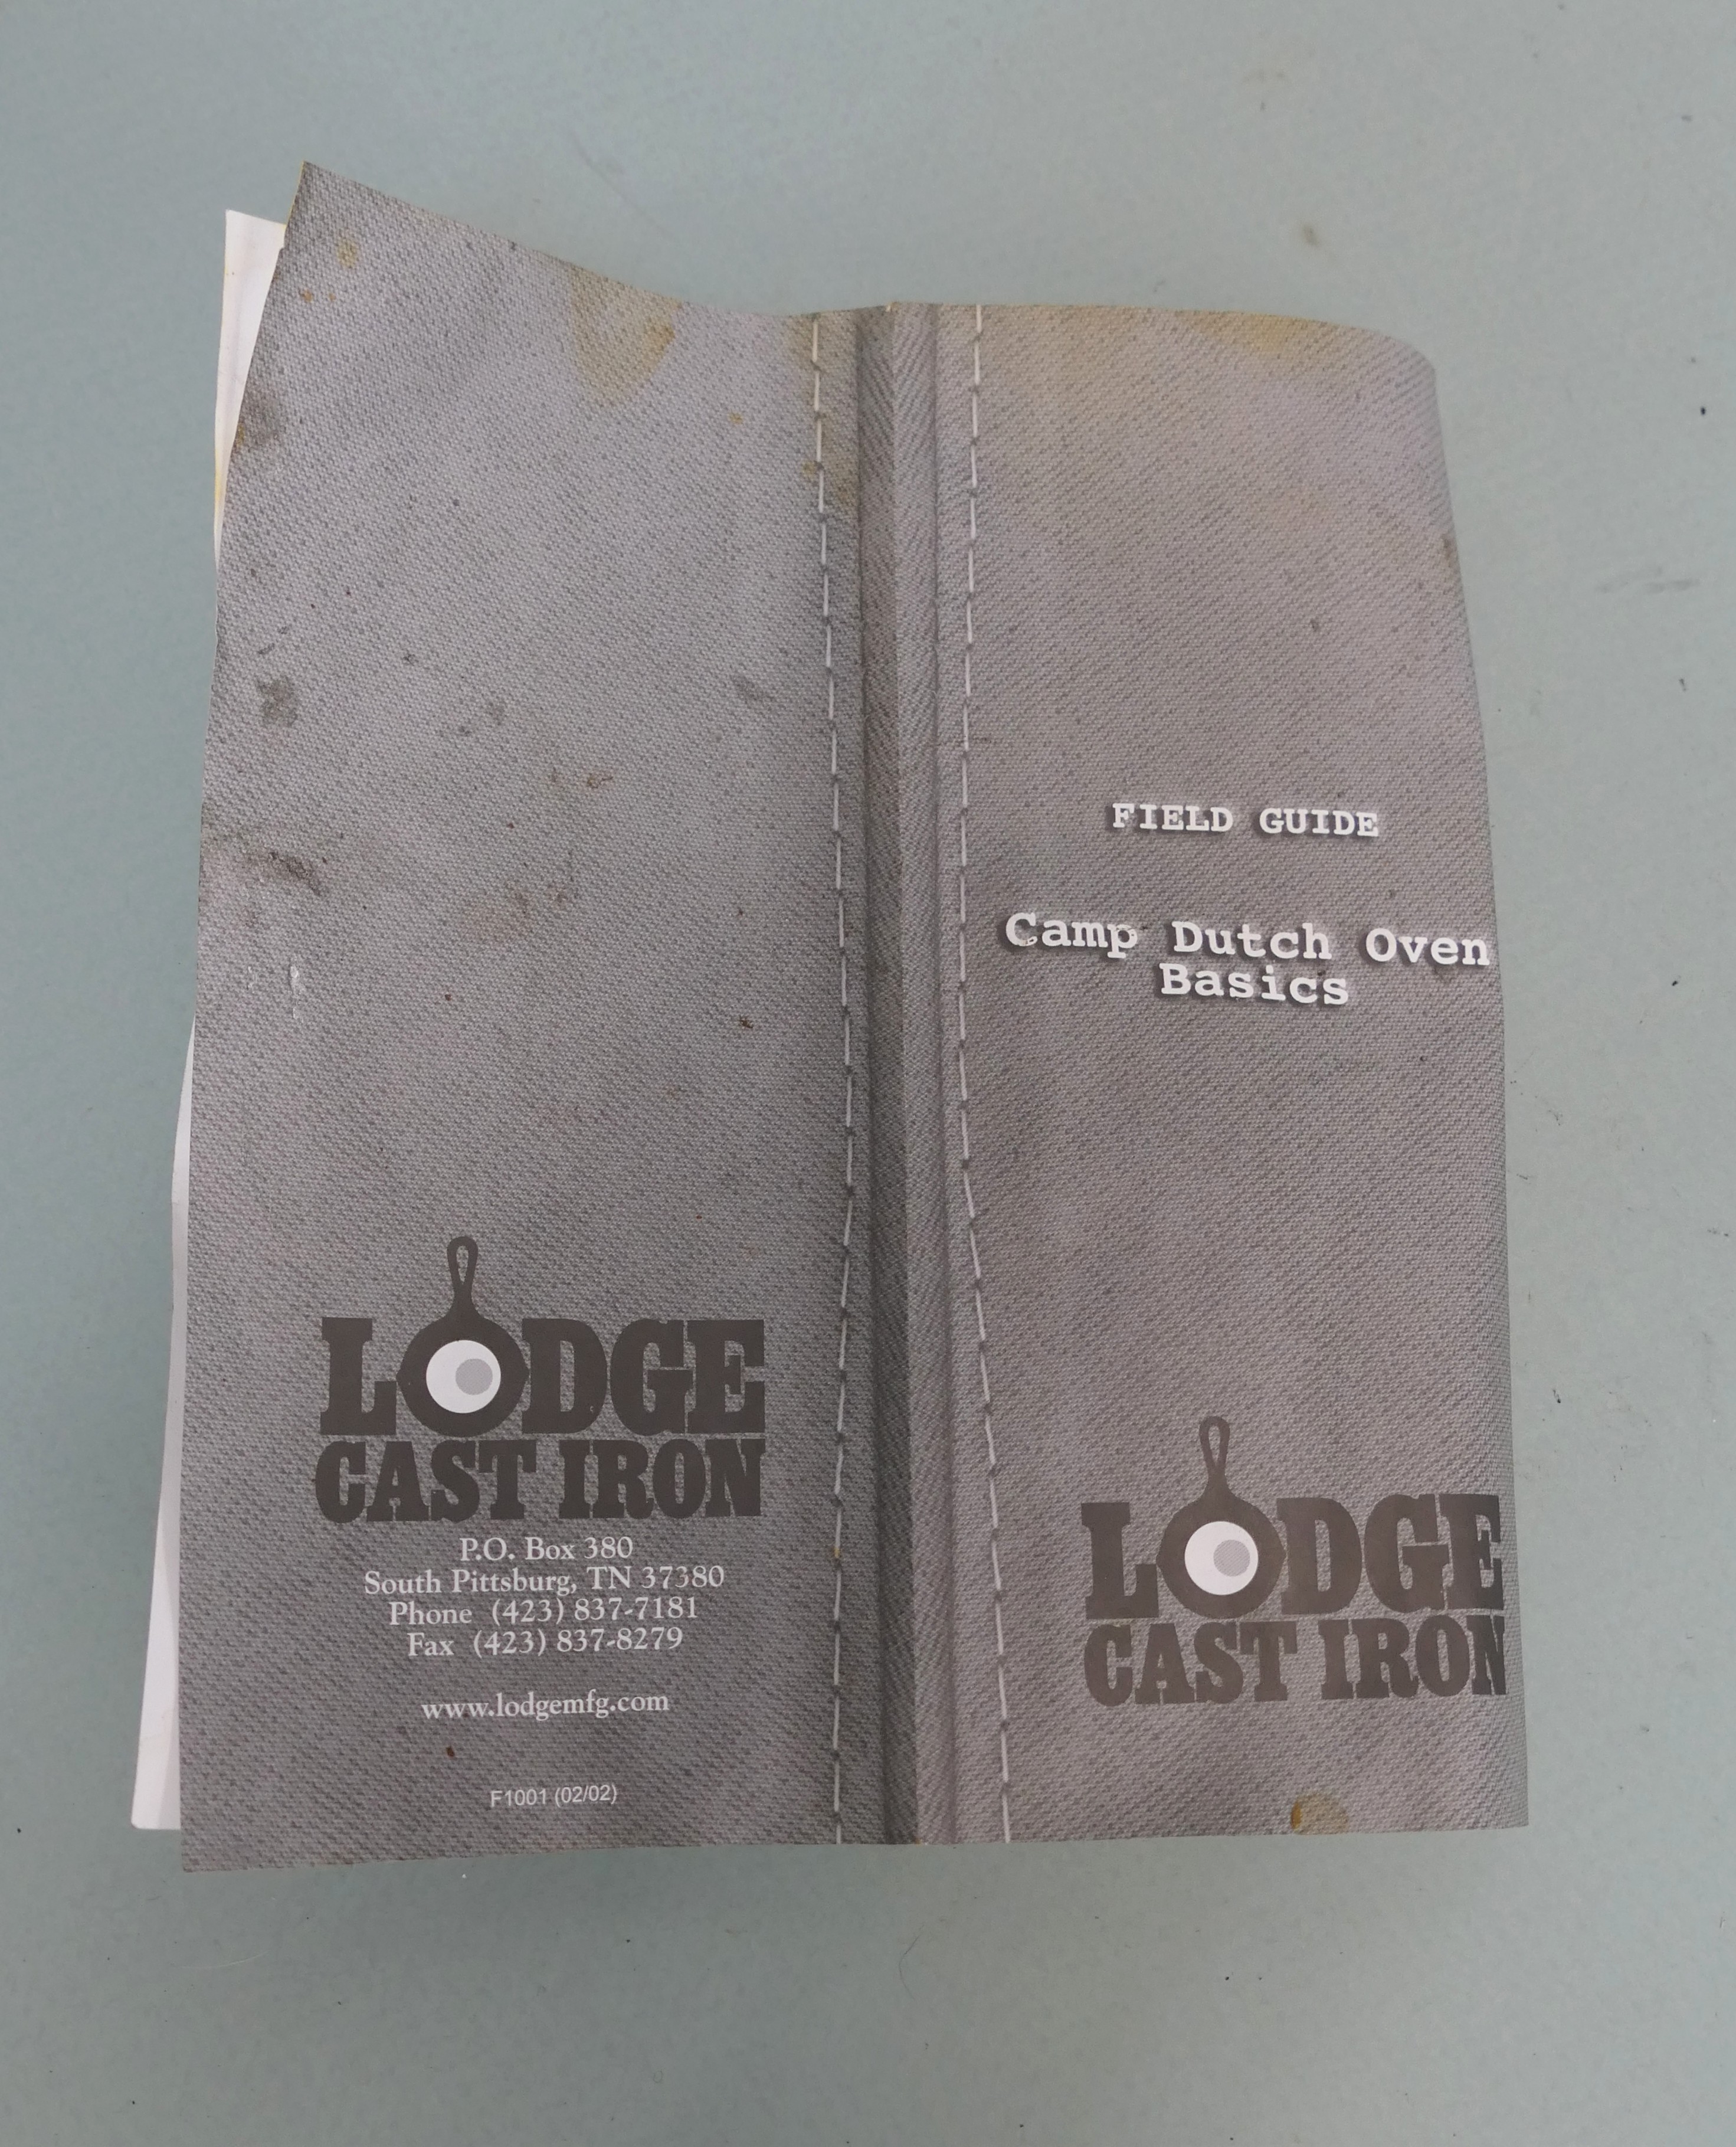 LODGE
CAST IRON
P.O. Box 380
South Pittsburg, TN 37380
Phone (423) 837-7181
Fax (423) 837-8279
www.lodgemfg.com
F1001 (02/02)
FIELD GUIDE
Camp Dutch Oven
Basics
LODGE
CAST IRON